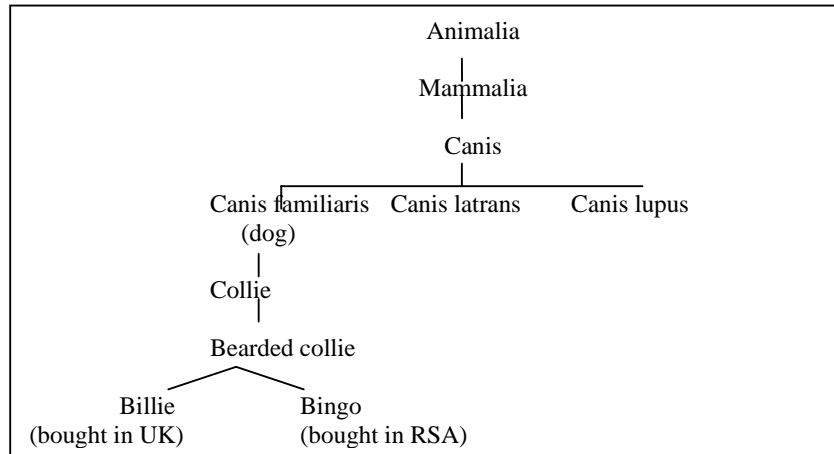 Animalia
Mammalia
Canis
Canis familiaris Canis latrans Canis lupus
(dog)
Collie
Bearded collie
Billie Bingo
(bought in UK) (bought in RSA)